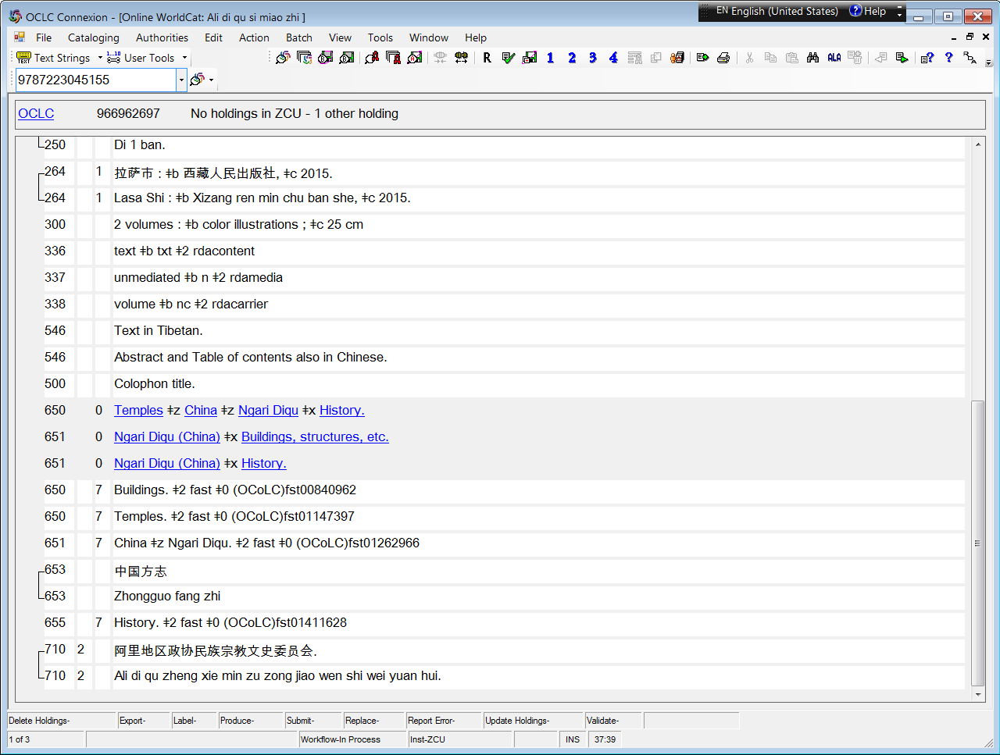 OCLC Connexion - [Online WorldCat: Ali di qu si miao zhi ]
EN English (United States) ? Help
File Cataloging Authorities Edit Action Batch View Tools Window Help
Text Strings User Tools R 1 2 3 4 ALA ? ?
9787223045155
OCLC 966962697 No holdings in ZCU - 1 other holding
250 Di 1 ban.
264 1 拉萨市 : ǂb 西藏人民出版社, ǂc 2015.
264 1 Lasa Shi : ǂb Xizang ren min chu ban she, ǂc 2015.
300 2 volumes : ǂb color illustrations ; ǂc 25 cm
336 text ǂb txt ǂ2 rdacontent
337 unmediated ǂb n ǂ2 rdamedia
338 volume ǂb nc ǂ2 rdacarrier
546 Text in Tibetan.
546 Abstract and Table of contents also in Chinese.
500 Colophon title.
650 0 Temples ǂz China ǂz Ngari Diqu ǂx History.
651 0 Ngari Diqu (China) ǂx Buildings, structures, etc.
651 0 Ngari Diqu (China) ǂx History.
650 7 Buildings. ǂ2 fast ǂ0 (OCoLC)fst00840962
650 7 Temples. ǂ2 fast ǂ0 (OCoLC)fst01147397
651 7 China ǂz Ngari Diqu. ǂ2 fast ǂ0 (OCoLC)fst01262966
653 中国方志
653 Zhongguo fang zhi
655 7 History. ǂ2 fast ǂ0 (OCoLC)fst01411628
710 2 阿里地区政协民族宗教文史委员会.
710 2 Ali di qu zheng xie min zu zong jiao wen shi wei yuan hui.
Delete Holdings- Export- Label- Produce- Submit- Replace- Report Error- Update Holdings- Validate-
1 of 3 Workflow-In Process Inst-ZCU INS 37:39